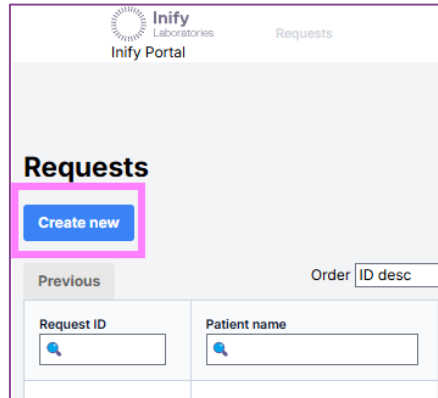 Inify
Laboratories
Requests
Inify Portal
Requests
Create new
Previous
Order ID desc
Request ID
Patient name